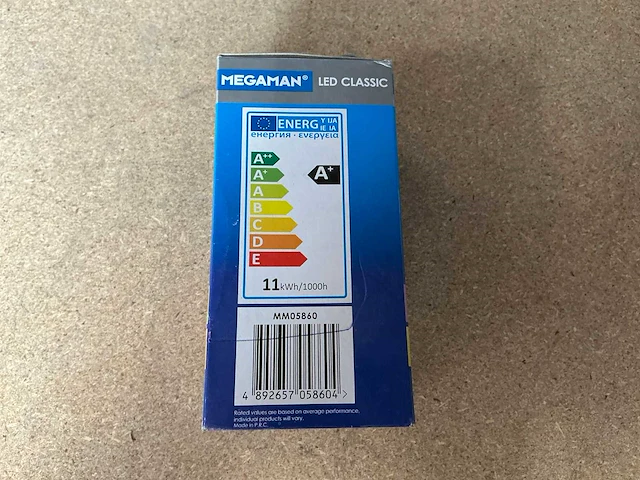 MEGAMAN® LED CLASSIC
ENERG Y UA
IE IA
енергия · ενεργεια
A++
A+
A+
A
B
C
D
E
11 kWh/1000h
MM05860
4 892657 058604 >
Rated values are based on average performance,
individual products will vary.
Made in P.R.C.